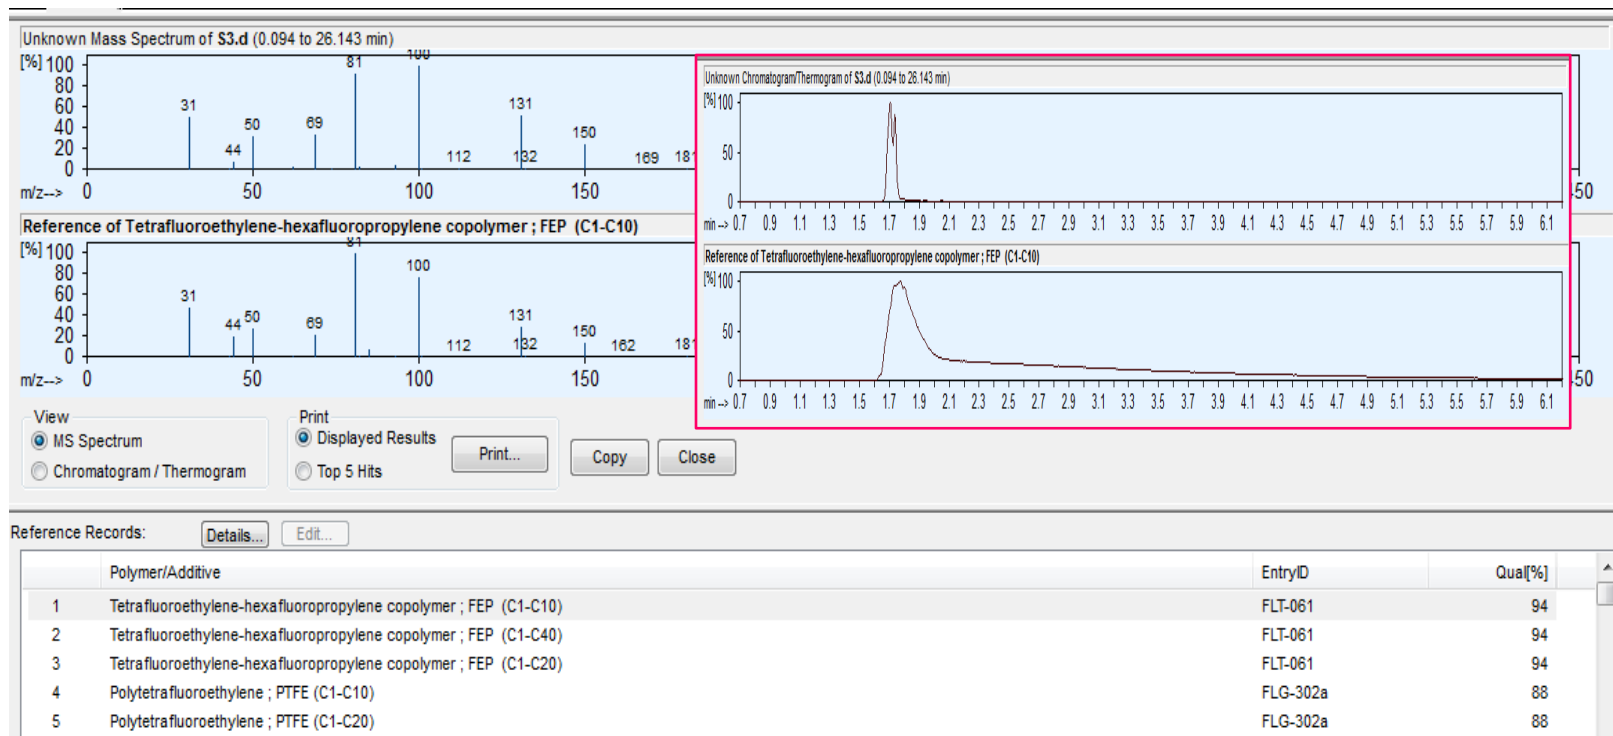 Unknown Mass Spectrum of S3.d (0.094 to 26.143 min)
[%] 100
80
60
40
20
0
31 44 50 69 81 100 112 131 132 150 169 181
m/z--> 0 50 100 150
Reference of Tetrafluoroethylene-hexafluoropropylene copolymer ; FEP (C1-C10)
[%] 100
80
60
40
20
0
31 44 50 69 81 100 112 131 132 150 162 181
m/z--> 0 50 100 150
Unknown Chromatogram/Thermogram of S3.d (0.094 to 26.143 min)
[%] 100
50
0
min --> 0.7 0.9 1.1 1.3 1.5 1.7 1.9 2.1 2.3 2.5 2.7 2.9 3.1 3.3 3.5 3.7 3.9 4.1 4.3 4.5 4.7 4.9 5.1 5.3 5.5 5.7 5.9 6.1
Reference of Tetrafluoroethylene-hexafluoropropylene copolymer ; FEP (C1-C10)
[%] 100
50
0
min --> 0.7 0.9 1.1 1.3 1.5 1.7 1.9 2.1 2.3 2.5 2.7 2.9 3.1 3.3 3.5 3.7 3.9 4.1 4.3 4.5 4.7 4.9 5.1 5.3 5.5 5.7 5.9 6.1
50
50
View
MS Spectrum
Chromatogram / Thermogram
Print
Displayed Results
Top 5 Hits
Print...
Copy
Close
Reference Records: Details... Edit...
Polymer/Additive EntryID Qual[%]
1 Tetrafluoroethylene-hexafluoropropylene copolymer ; FEP (C1-C10) FLT-061 94
2 Tetrafluoroethylene-hexafluoropropylene copolymer ; FEP (C1-C40) FLT-061 94
3 Tetrafluoroethylene-hexafluoropropylene copolymer ; FEP (C1-C20) FLT-061 94
4 Polytetrafluoroethylene ; PTFE (C1-C10) FLG-302a 88
5 Polytetrafluoroethylene ; PTFE (C1-C20) FLG-302a 88